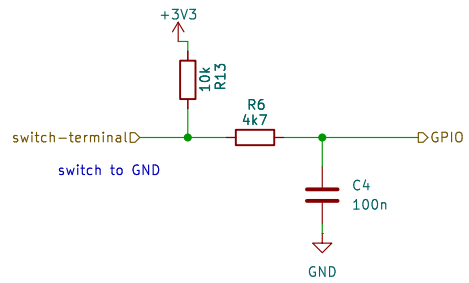 +3V3
10k
R13
R6
4k7
switch-terminal
GPIO
switch to GND
C4
100n
GND